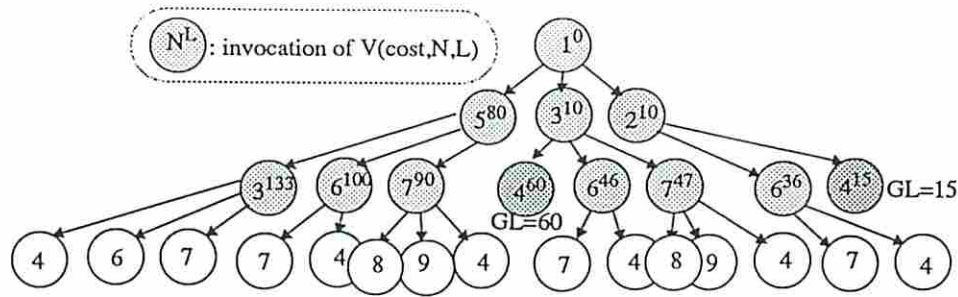 N^L : invocation of V(cost,N,L)
1^0
5^80 3^10 2^10
3^133 6^100 7^90 4^60 6^46 7^47 6^36 4^15 GL=15
GL=60
4 6 7 7 4 8 9 4 7 4 8 9 4 7 4